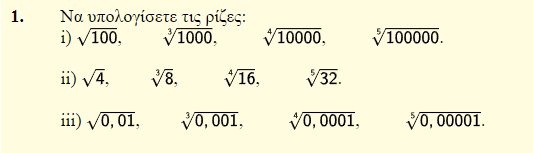 1. Να υπολογίσετε τις ρίζες:
i) √100, ∛1000, ∜10000, ⁵√100000.
ii) √4, ∛8, ∜16, ⁵√32.
iii) √0,01, ∛0,001, ∜0,0001, ⁵√0,00001.